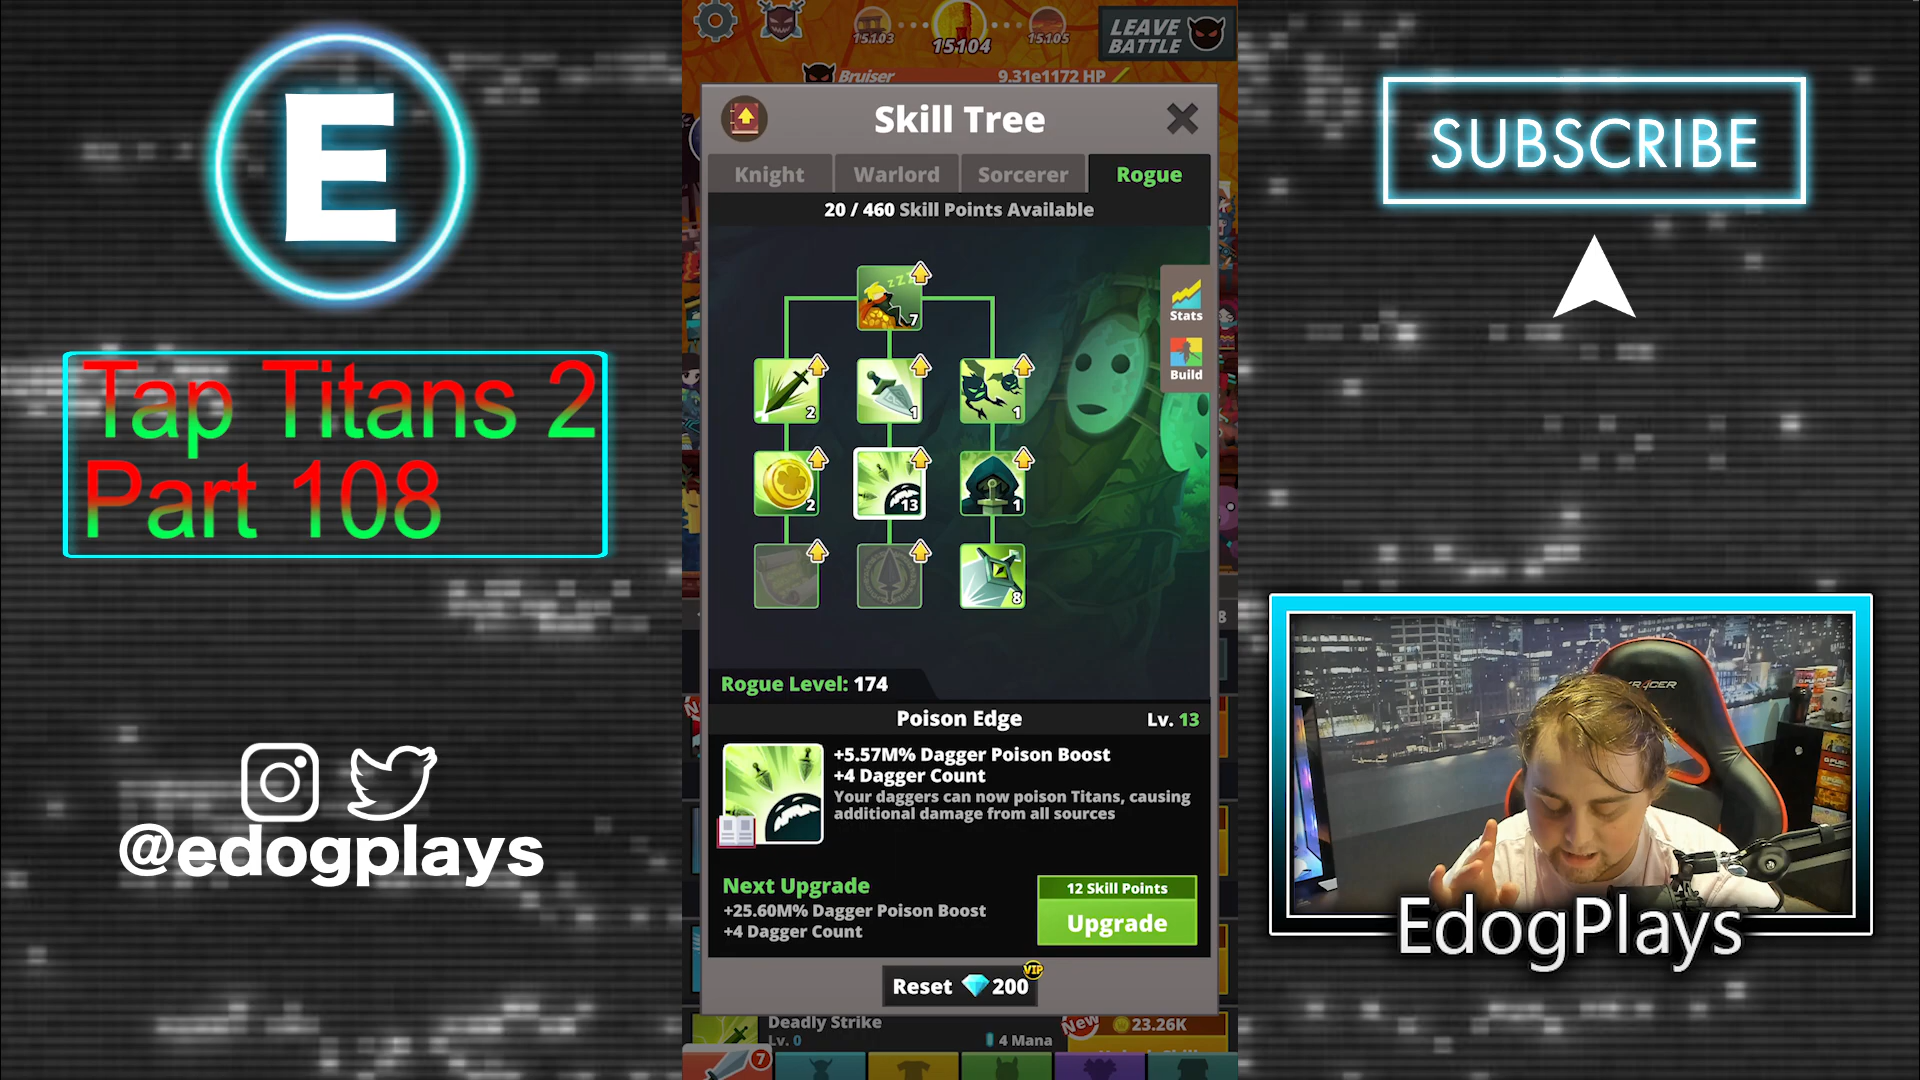 E
Tap Titans 2
Part 108
@edogplays
15103
15104
15105
LEAVE
BATTLE
Bruiser
9.31e1172 HP
Skill Tree
Knight
Warlord
Sorcerer
Rogue
20 / 460 Skill Points Available
zZZ
7
Stats
2
1
1
Build
2
13
1
8
Rogue Level: 174
Poison Edge
Lv. 13
+5.57M% Dagger Poison Boost
+4 Dagger Count
Your daggers can now poison Titans, causing
additional damage from all sources
Next Upgrade
+25.60M% Dagger Poison Boost
+4 Dagger Count
12 Skill Points
Upgrade
Reset 200
VIP
Deadly Strike
Lv. 0
4 Mana
New
23.26K
7
SUBSCRIBE
EdogPlays